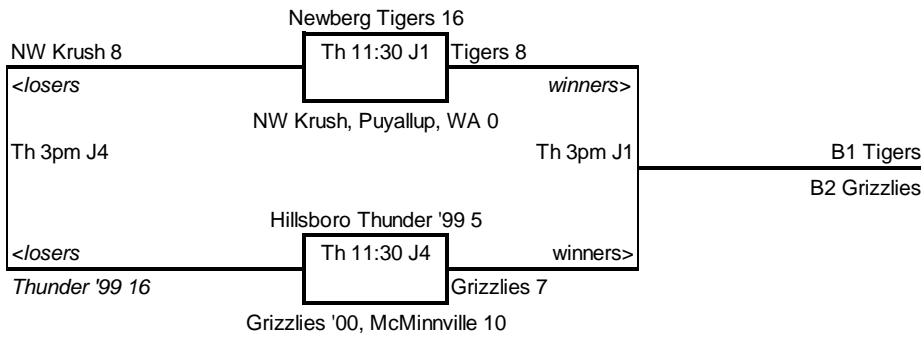 Newberg Tigers 16
NW Krush 8
Th 11:30 J1
Tigers 8
<losers
winners>
NW Krush, Puyallup, WA 0
Th 3pm J4
Th 3pm J1
B1 Tigers
B2 Grizzlies
Hillsboro Thunder '99 5
<losers
Th 11:30 J4
winners>
Thunder '99 16
Grizzlies 7
Grizzlies '00, McMinnville 10